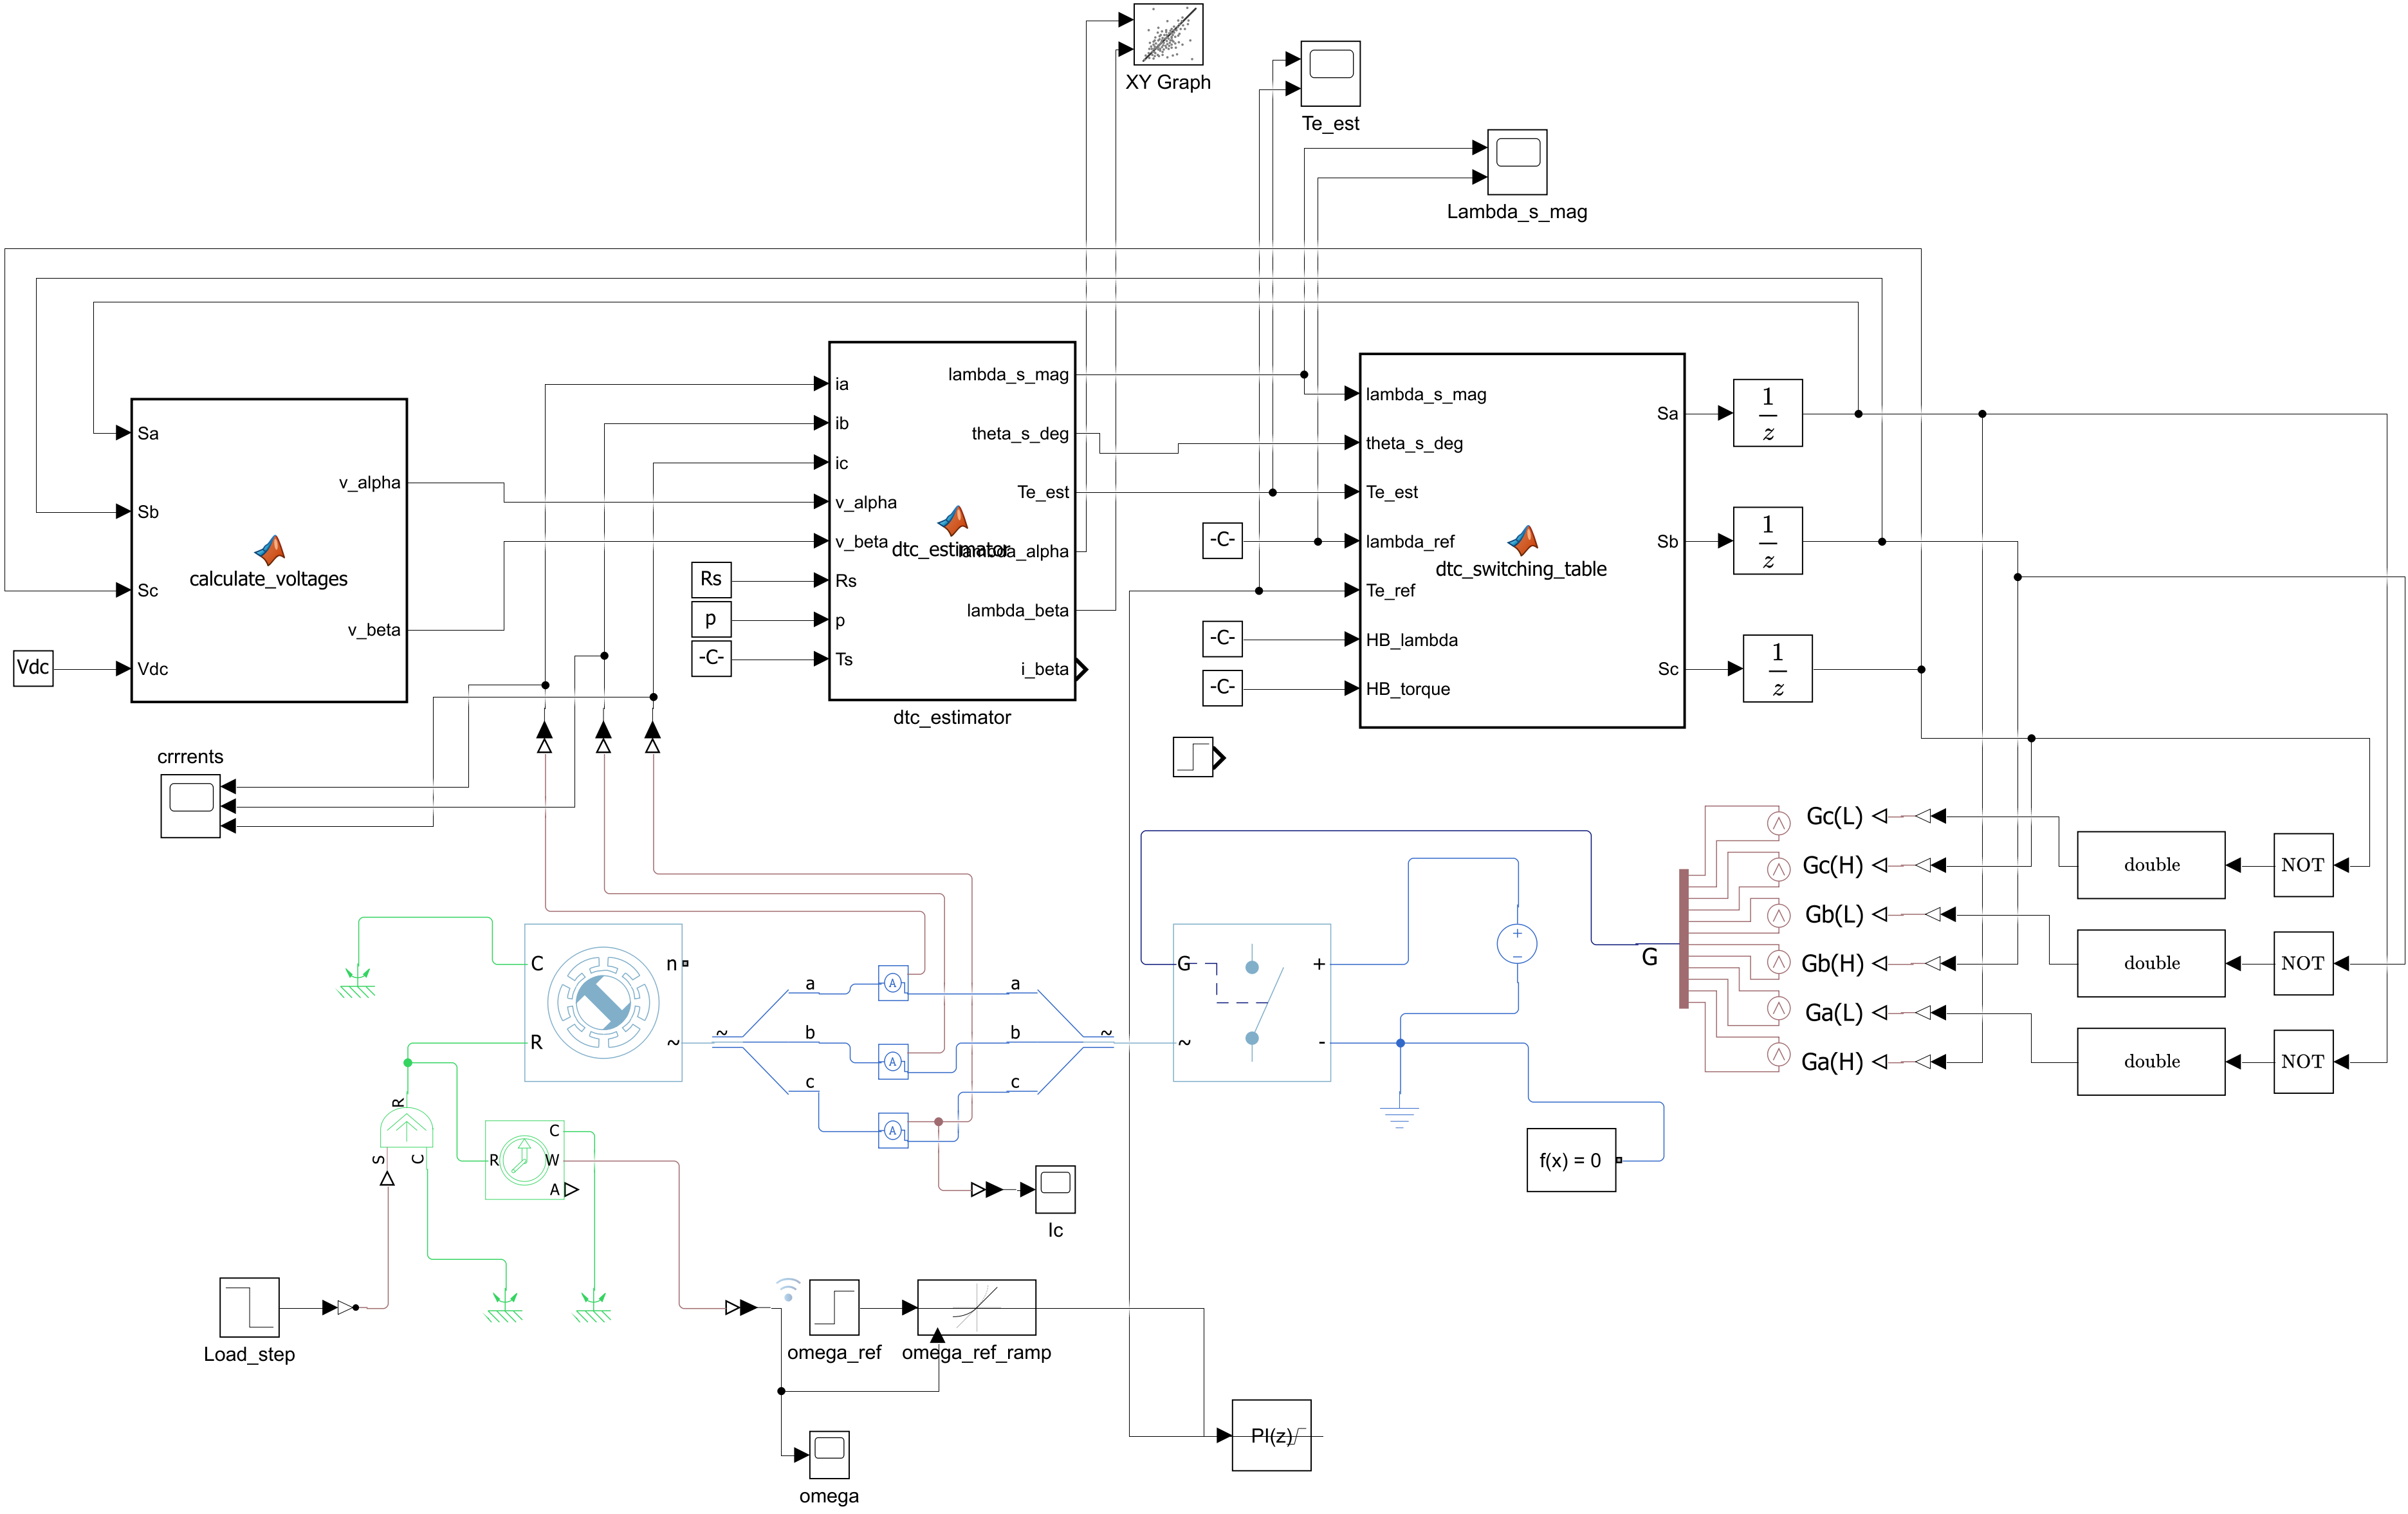 XY Graph
Te_est
Lambda_s_mag
Sa
Sb
Sc
Vdc
v_alpha
v_beta
calculate_voltages
Vdc
ia
ib
ic
v_alpha
v_beta
Rs
p
Ts
lambda_s_mag
theta_s_deg
Te_est
lambda_alpha
lambda_beta
i_beta
dtc_estimator
dtc_estimator
Rs
p
-C-
lambda_s_mag
theta_s_deg
Te_est
lambda_ref
Te_ref
HB_lambda
HB_torque
Sa
Sb
Sc
dtc_switching_table
-C-
-C-
-C-
1
z
1
z
1
z
crrrents
Gc(L)
Gc(H)
Gb(L)
Gb(H)
Ga(L)
Ga(H)
G
double
NOT
double
NOT
double
NOT
C
n
R
~
~
a
b
c
A
A
A
a
b
c
~
G
~
+
-
+
−
f(x) = 0
R
S
C
R
C
W
A
Ic
Load_step
omega_ref
omega_ref_ramp
omega
PI(z)